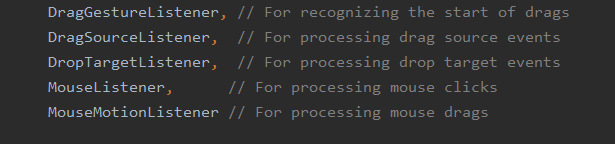 DragGestureListener, // For recognizing the start of drags
DragSourceListener,  // For processing drag source events
DropTargetListener,  // For processing drop target events
MouseListener,      // For processing mouse clicks
MouseMotionListener // For processing mouse drags